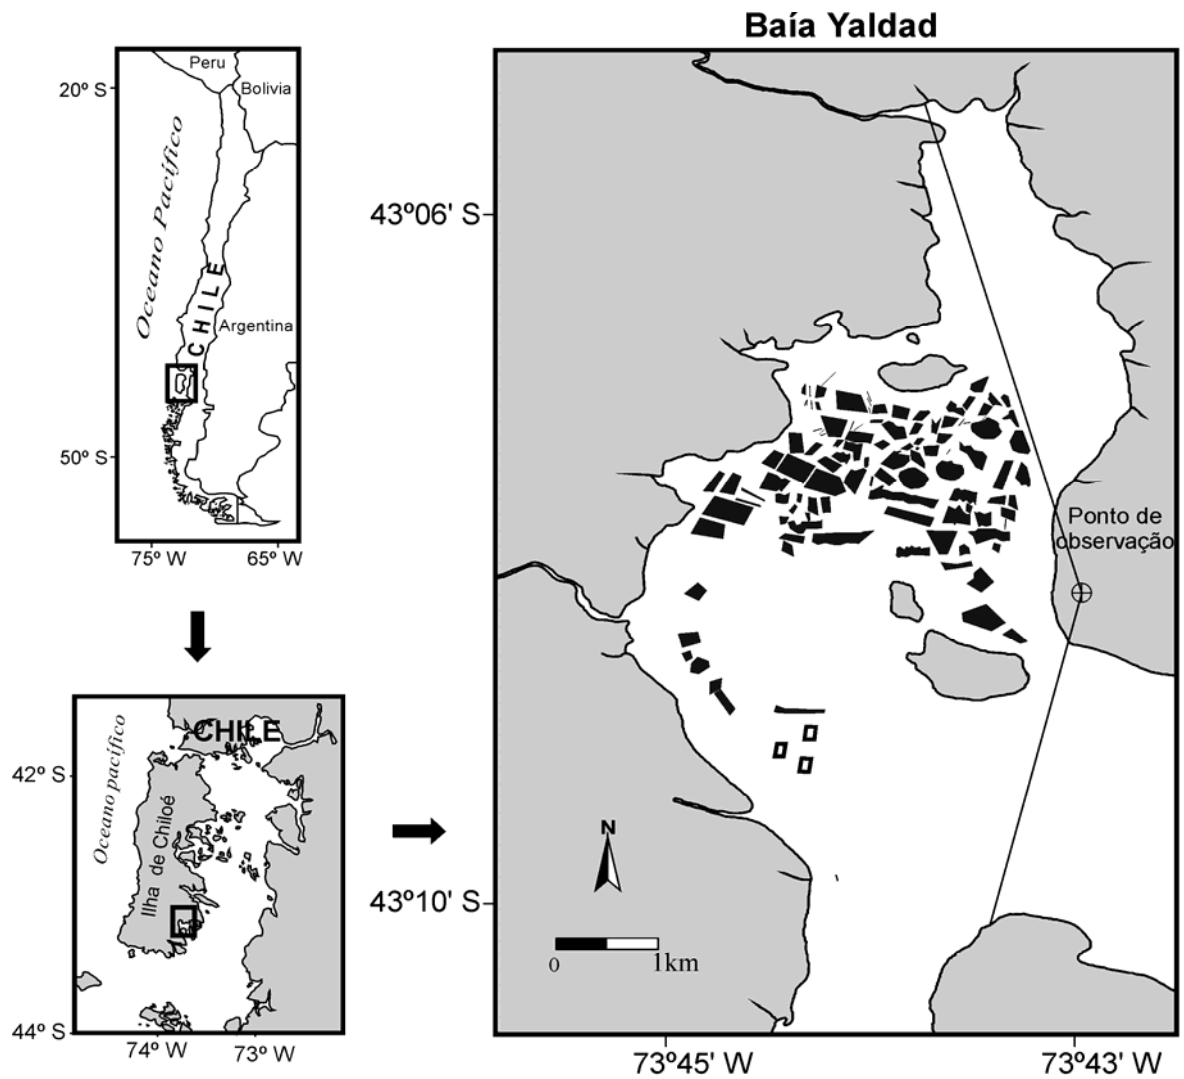 Baía Yaldad
Peru
Bolivia
20º S
Oceano Pacífico
CHILE
Argentina
50º S
75º W
65º W
CHILE
Oceano pacífico
42º S
Ilha de Chiloé
44º S
74º W
73º W
43º06' S
Ponto de
observação
43º10' S
N
0
1km
73º45' W
73º43' W